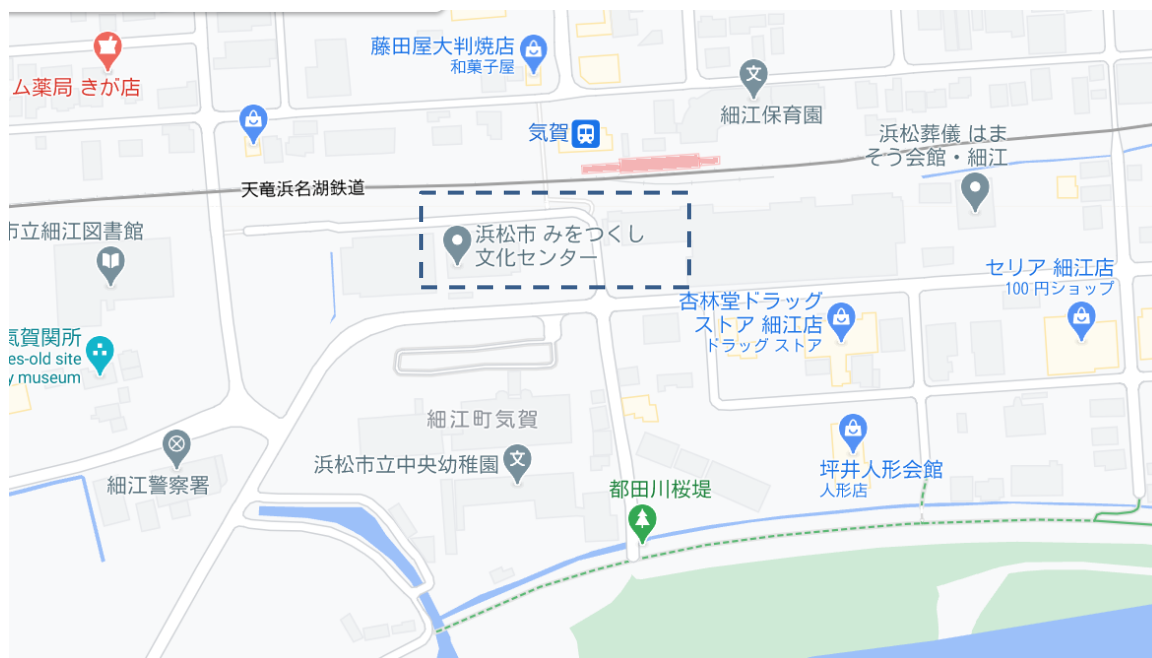 藤田屋大判焼店
和菓子屋
ム薬局 きが店
細江保育園
気賀
浜松葬儀 はま
そう会館・細江
天竜浜名湖鉄道
市立細江図書館
浜松市 みをつくし
文化センター
セリア 細江店
100 円ショップ
杏林堂ドラッグ
ストア 細江店
ドラッグ ストア
気賀関所
es-old site
y museum
細江町気賀
浜松市立中央幼稚園
坪井人形会館
人形店
細江警察署
都田川桜堤